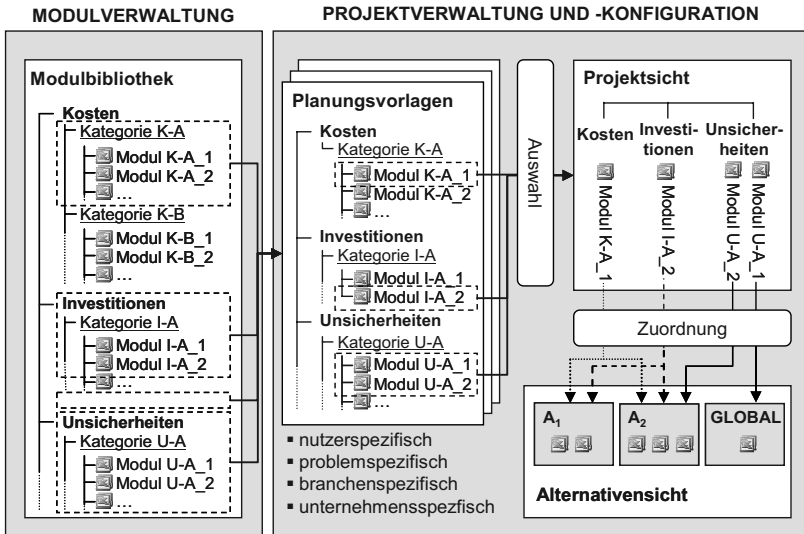 MODULVERWALTUNG
Modulbibliothek
Kosten
Kategorie K-A
Modul K-A_1
Modul K-A_2
...
Kategorie K-B
Modul K-B_1
Modul K-B_2
...
Investitionen
Kategorie I-A
Modul I-A_1
Modul I-A_2
...
Unsicherheiten
Kategorie U-A
Modul U-A_1
Modul U-A_2
...
PROJEKTVERWALTUNG UND -KONFIGURATION
Planungsvorlagen
Kosten
Kategorie K-A
Modul K-A_1
Modul K-A_2
...
Investitionen
Kategorie I-A
Modul I-A_1
Modul I-A_2
Unsicherheiten
Kategorie U-A
Modul U-A_1
Modul U-A_2
...
▪ nutzerspezifisch
▪ problemspezifisch
▪ branchenspezifisch
▪ unternehmensspezfisch
Auswahl
Projektsicht
Kosten
Investi-
tionen
Unsicher-
heiten
Modul K-A_1
Modul I-A_2
Modul U-A_2
Modul U-A_1
Zuordnung
A1
A2
GLOBAL
Alternativensicht